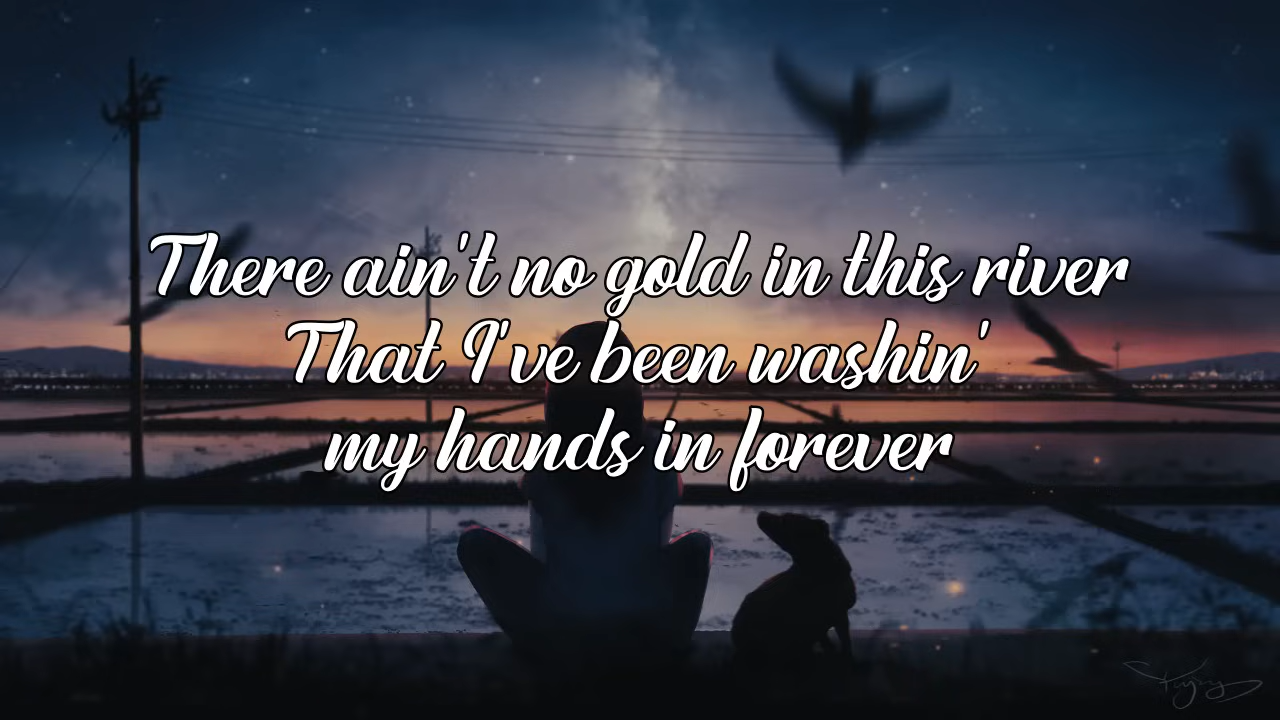 There ain't no gold in this river
That I've been washin'
my hands in forever